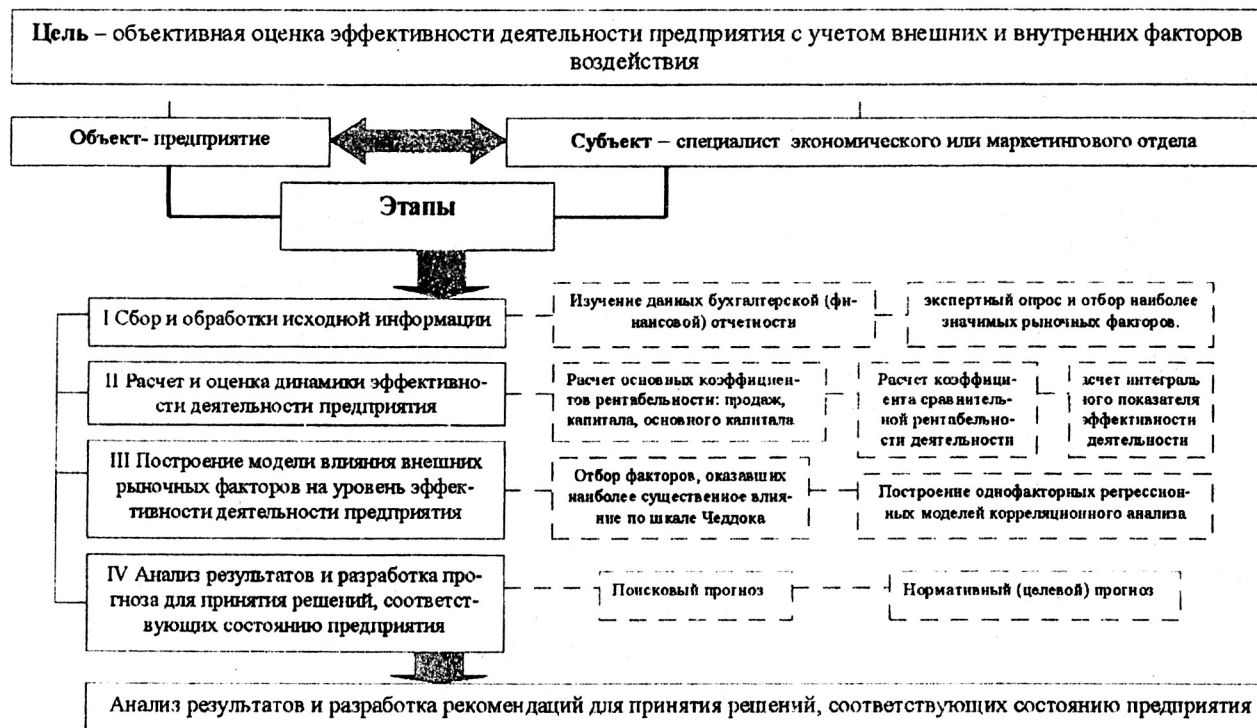 Цель – объективная оценка эффективности деятельности предприятия с учетом внешних и внутренних факторов
воздействия
Объект- предприятие
Субъект – специалист экономического или маркетингового отдела
Этапы
I Сбор и обработки исходной информации
Изучение данных бухгалтерской (фи-
нансовой) отчетности
экспертный опрос и отбор наиболее
значимых рыночных факторов.
II Расчет и оценка динамики эффективно-
сти деятельности предприятия
Расчет основных коэффициен-
тов рентабельности: продаж,
капитала, основного капитала
Расчет коэффици-
ента сравнитель-
ной рентабельно-
сти деятельности
асчет интеграль
ного показателя
эффективности
деятельности
III Построение модели влияния внешних
рыночных факторов на уровень эффек-
тивности деятельности предприятия
Отбор факторов, оказавших
наиболее существенное влия-
ние по шкале Чеддока
Построение однофакторных регрессион-
ных моделей корреляционного анализа
IV Анализ результатов и разработка про-
гноза для принятия решений, соответст-
вующих состоянию предприятия
Поисковый прогноз
Нормативный (целевой) прогноз
Анализ результатов и разработка рекомендаций для принятия решений, соответствующих состоянию предприятия